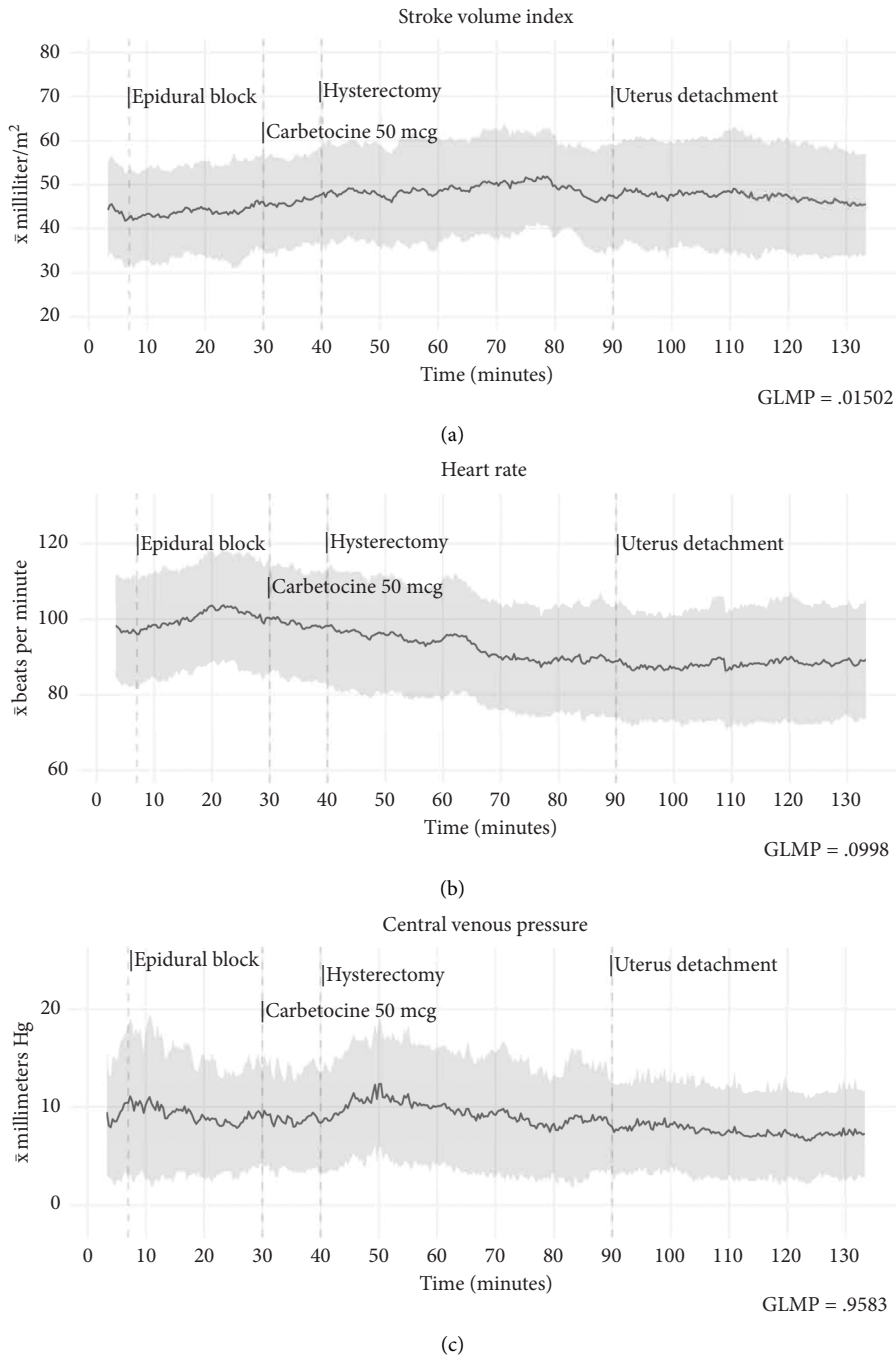 Stroke volume index
80
70
60
50
40
30
20
x̄ milliliter/m²
|Epidural block
|Hysterectomy
|Carbetocine 50 mcg
|Uterus detachment
0 10 20 30 40 50 60 70 80 90 100 110 120 130
Time (minutes)
GLMP = .01502
(a)
Heart rate
120
100
80
60
x̄ beats per minute
|Epidural block
|Hysterectomy
|Carbetocine 50 mcg
|Uterus detachment
0 10 20 30 40 50 60 70 80 90 100 110 120 130
Time (minutes)
GLMP = .0998
(b)
Central venous pressure
20
10
0
x̄ millimeters Hg
|Epidural block
|Hysterectomy
|Carbetocine 50 mcg
|Uterus detachment
0 10 20 30 40 50 60 70 80 90 100 110 120 130
Time (minutes)
GLMP = .9583
(c)